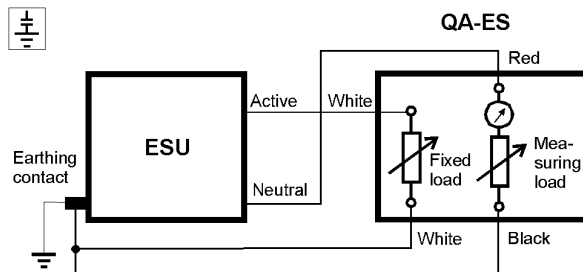 QA-ES
Red
Active
White
ESU
Earthing
contact
Fixed
load
Mea-
suring
load
Neutral
White
Black